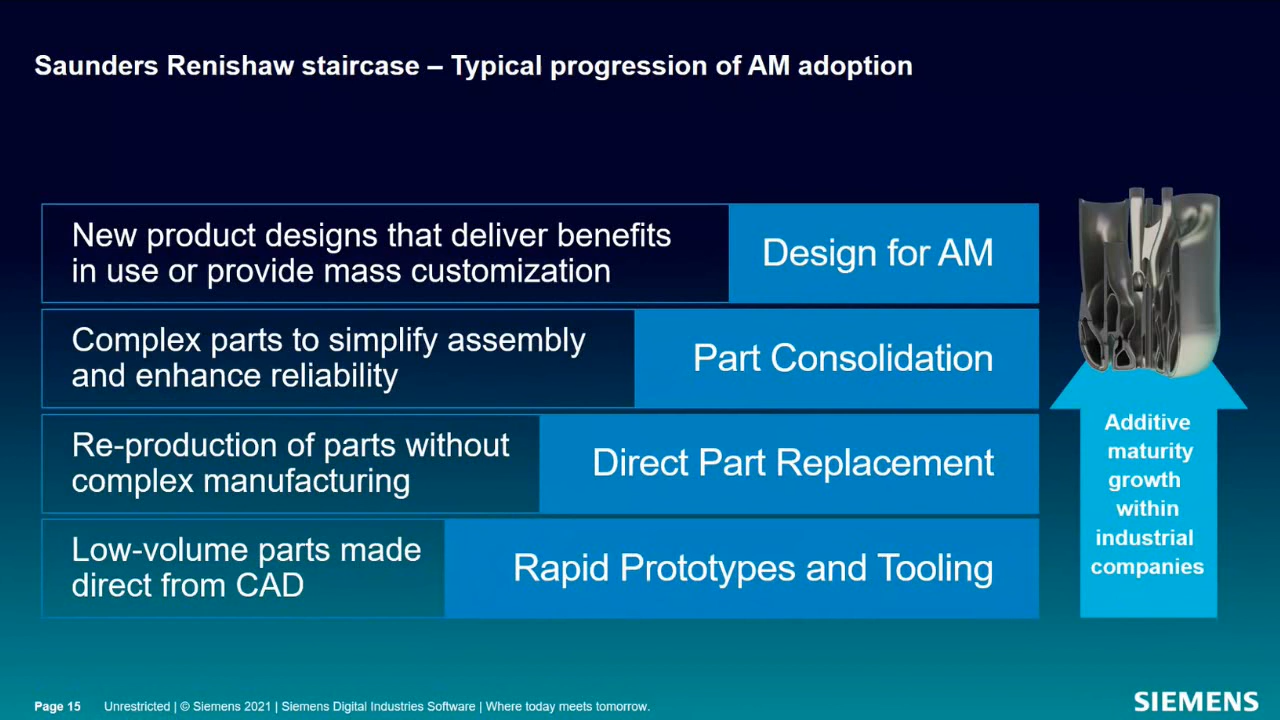 Saunders Renishaw staircase – Typical progression of AM adoption
New product designs that deliver benefits
in use or provide mass customization
Design for AM
Complex parts to simplify assembly
and enhance reliability
Part Consolidation
Re-production of parts without
complex manufacturing
Direct Part Replacement
Low-volume parts made
direct from CAD
Rapid Prototypes and Tooling
Additive
maturity
growth
within
industrial
companies
Page 15 Unrestricted | © Siemens 2021 | Siemens Digital Industries Software | Where today meets tomorrow.
SIEMENS